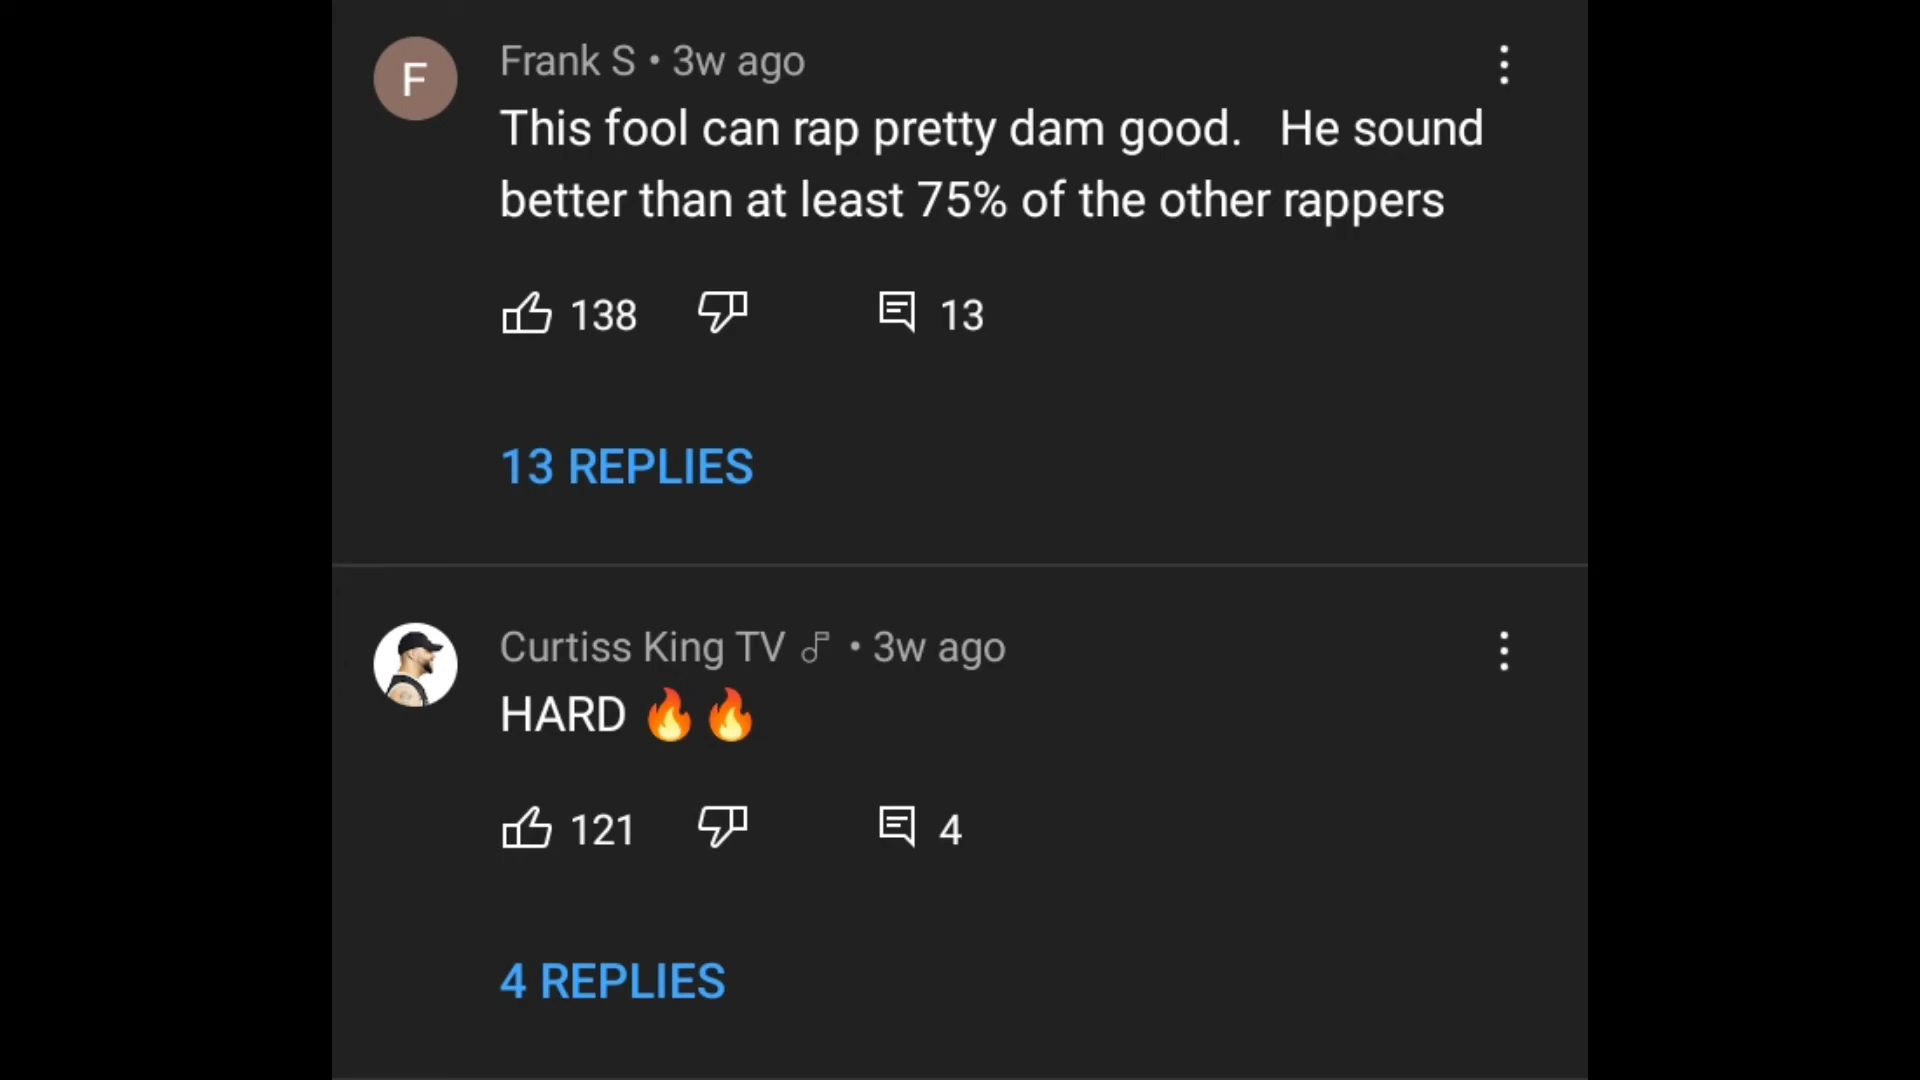 F
Frank S • 3w ago
This fool can rap pretty dam good.   He sound
better than at least 75% of the other rappers
138 13
13 REPLIES
Curtiss King TV ♪ • 3w ago
HARD 🔥🔥
121 4
4 REPLIES